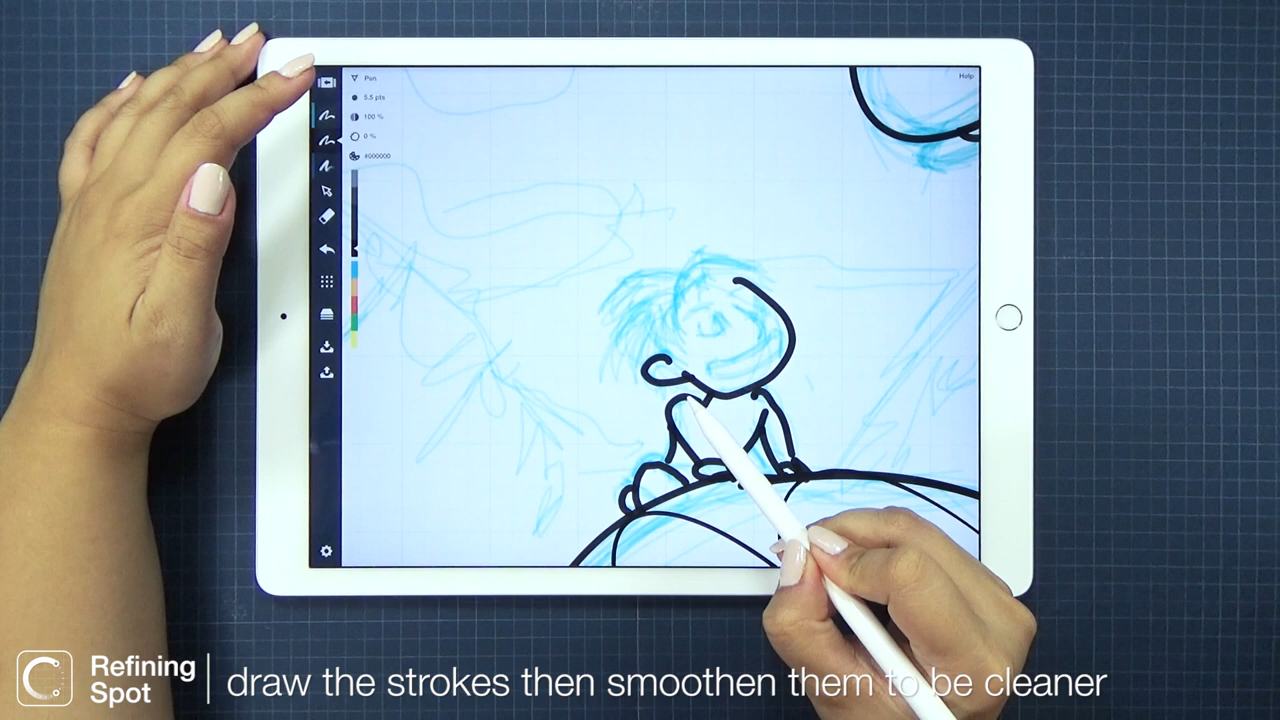 Help
Pen
5.5 pts
100 %
0 %
#000000
Refining
Spot
draw the strokes then smoothen them to be cleaner